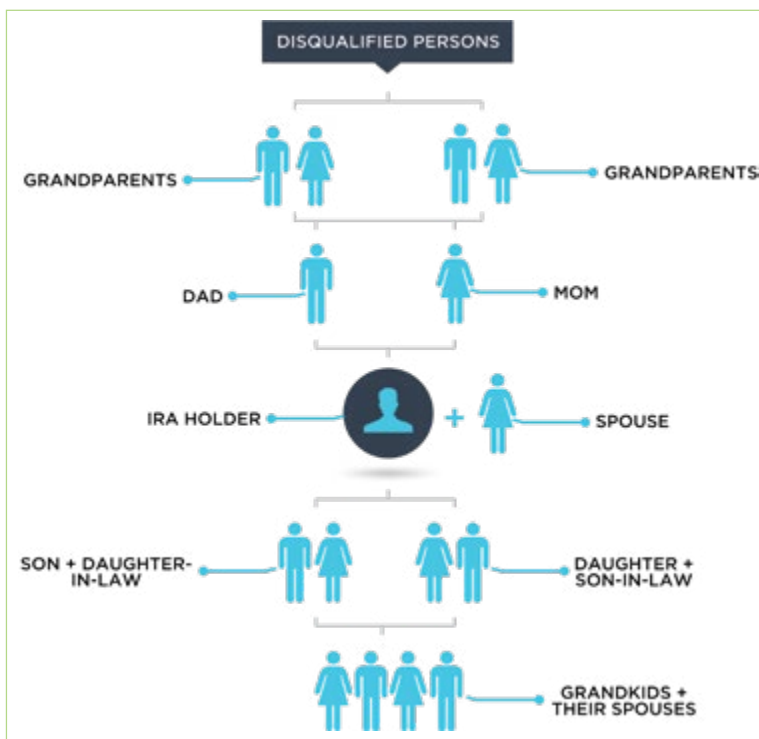 DISQUALIFIED PERSONS
GRANDPARENTS
GRANDPARENTS
DAD
MOM
IRA HOLDER
+
SPOUSE
SON + DAUGHTER-
IN-LAW
DAUGHTER +
SON-IN-LAW
GRANDKIDS +
THEIR SPOUSES